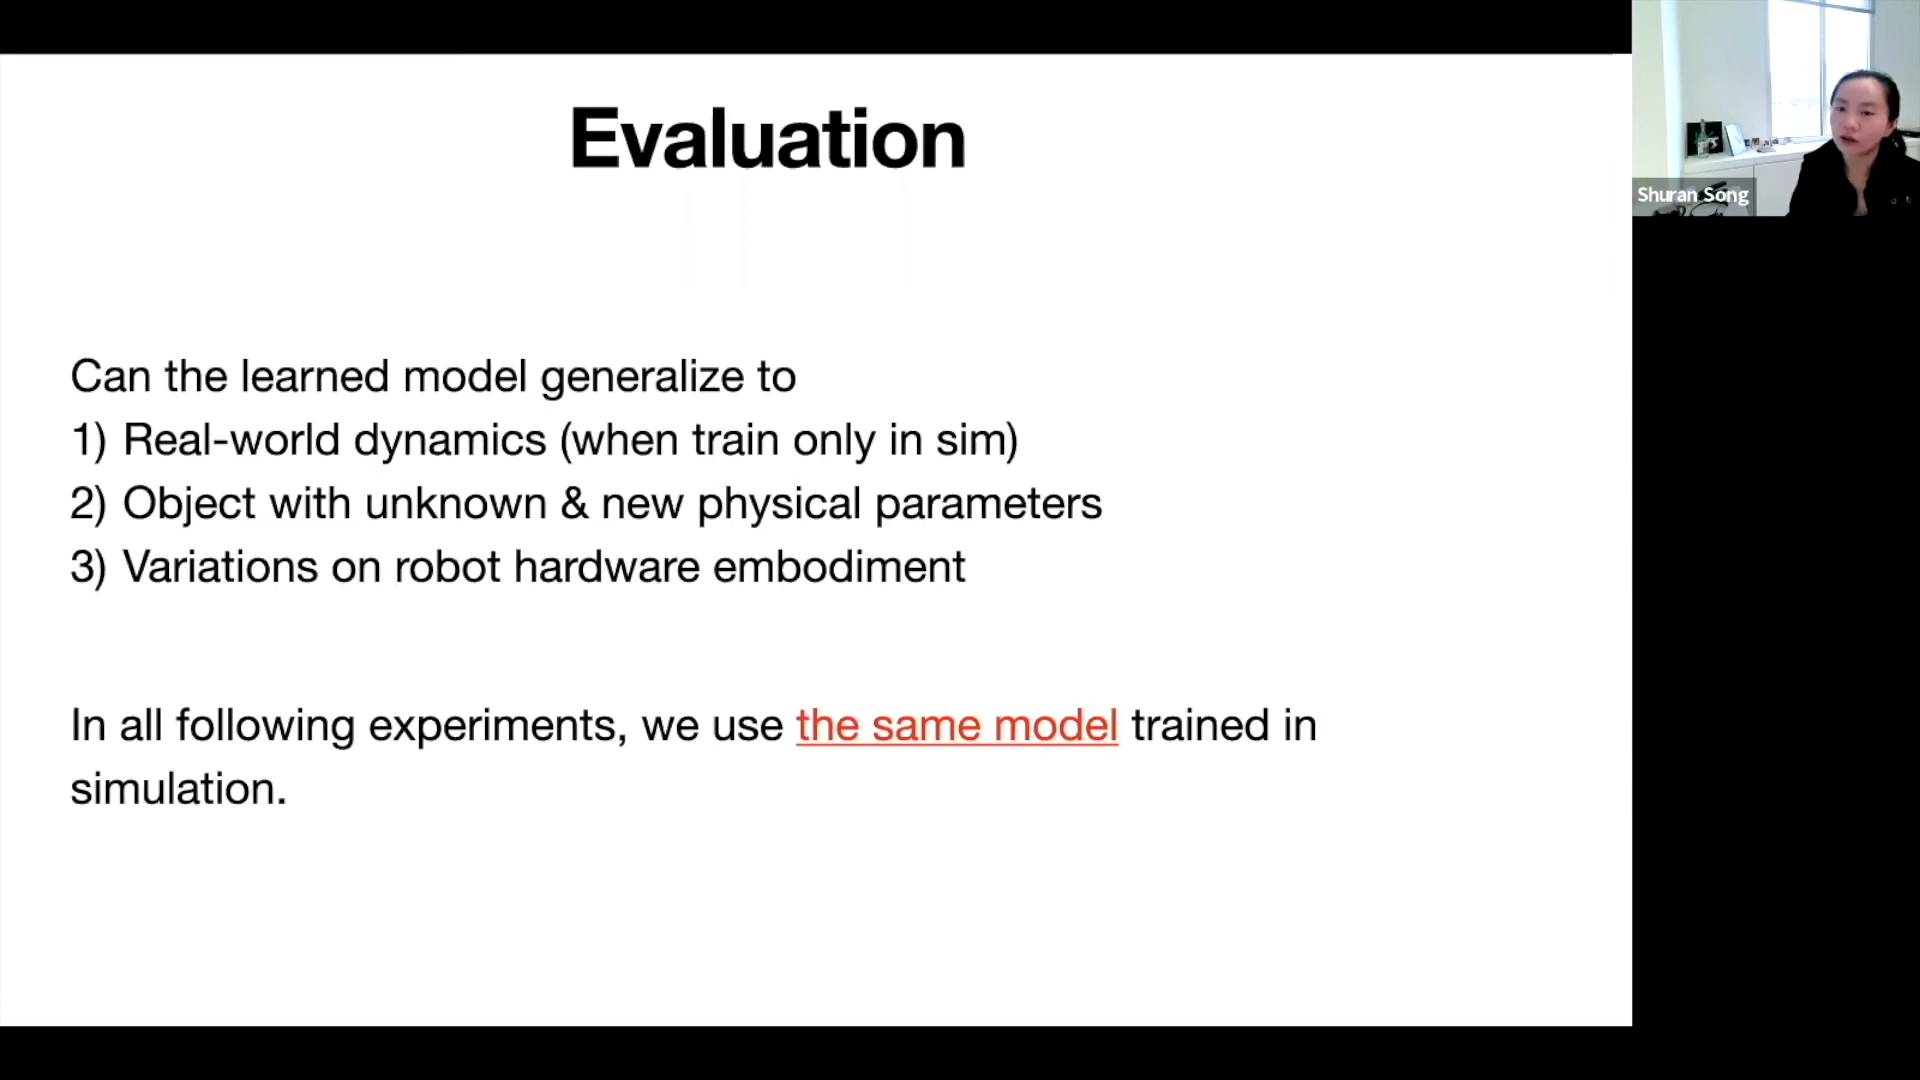 Evaluation
Shuran Song
Can the learned model generalize to
1) Real-world dynamics (when train only in sim)
2) Object with unknown & new physical parameters
3) Variations on robot hardware embodiment
In all following experiments, we use the same model trained in
simulation.